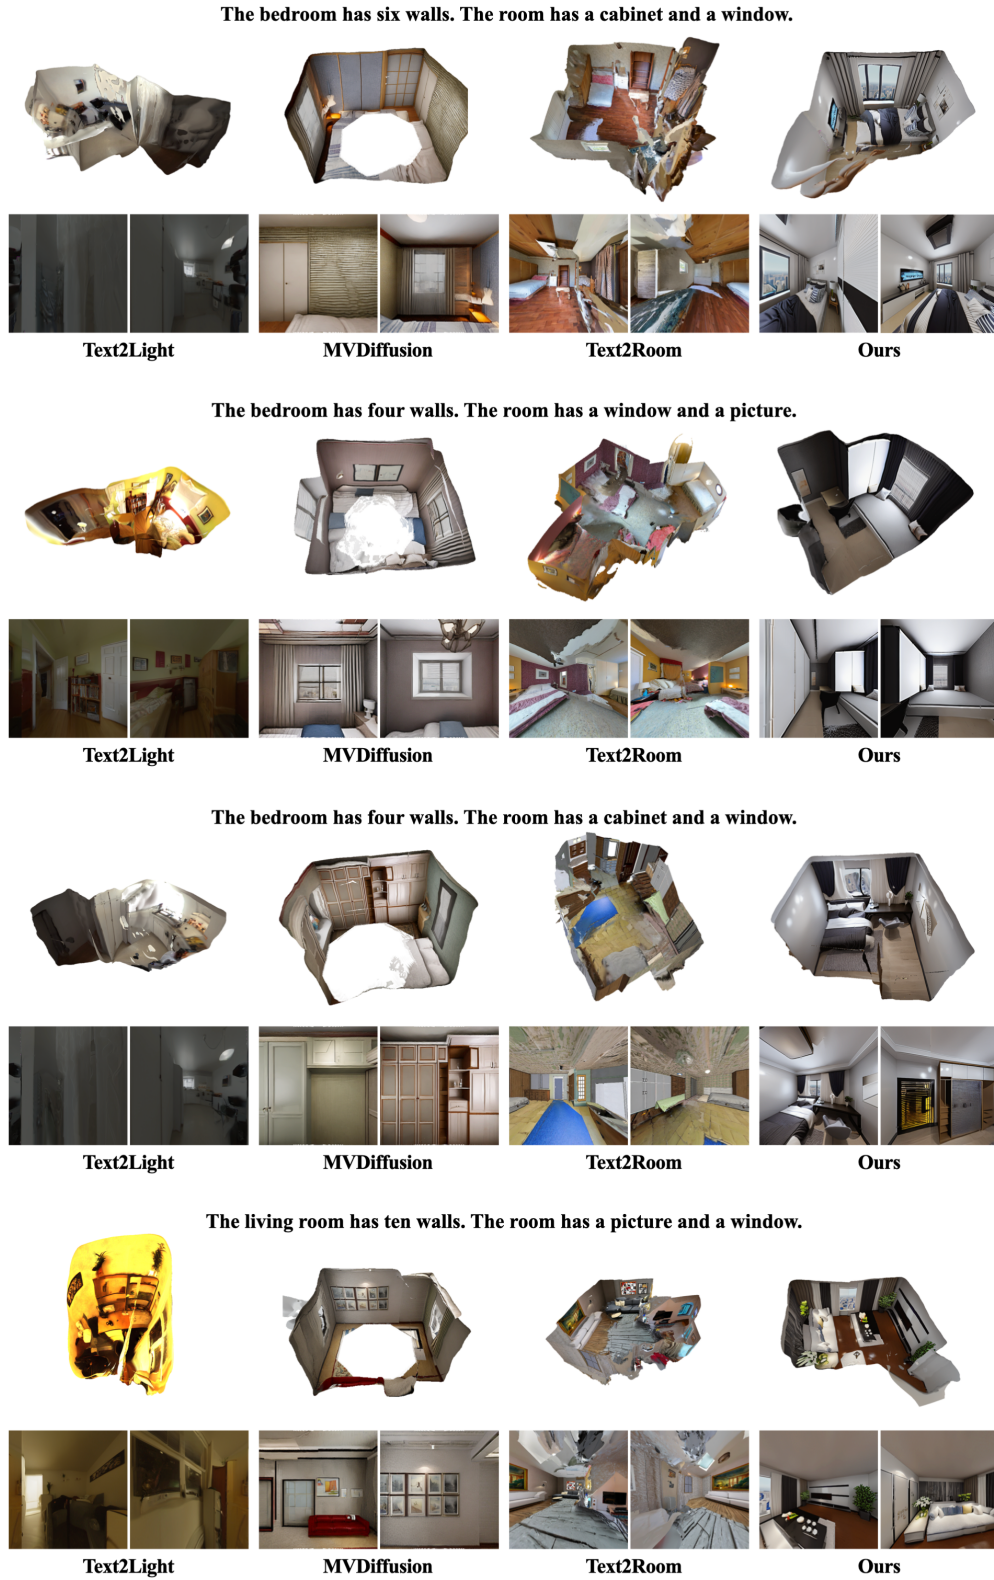 The bedroom has six walls. The room has a cabinet and a window.
Text2Light MVDiffusion Text2Room Ours
The bedroom has four walls. The room has a window and a picture.
Text2Light MVDiffusion Text2Room Ours
The bedroom has four walls. The room has a cabinet and a window.
Text2Light MVDiffusion Text2Room Ours
The living room has ten walls. The room has a picture and a window.
Text2Light MVDiffusion Text2Room Ours